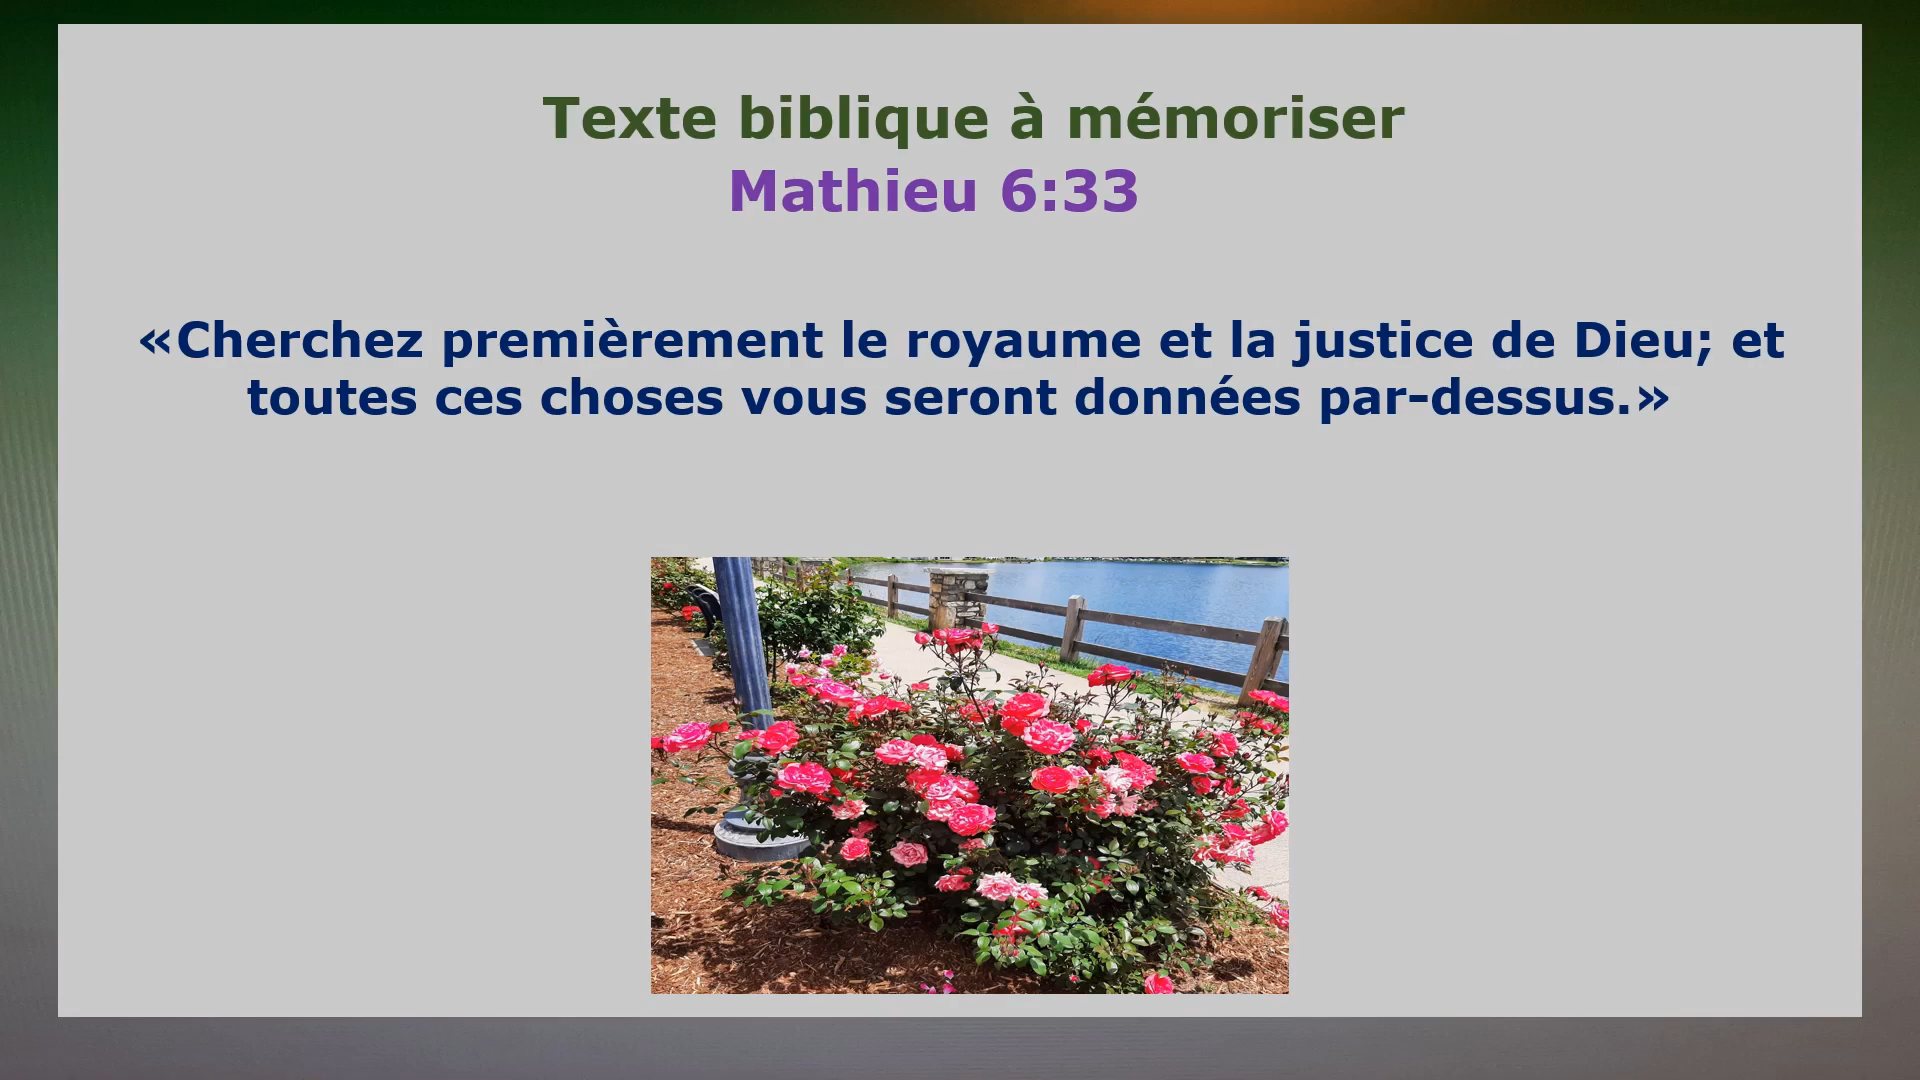 Texte biblique à mémoriser
Mathieu 6:33
«Cherchez premièrement le royaume et la justice de Dieu; et
toutes ces choses vous seront données par-dessus.»